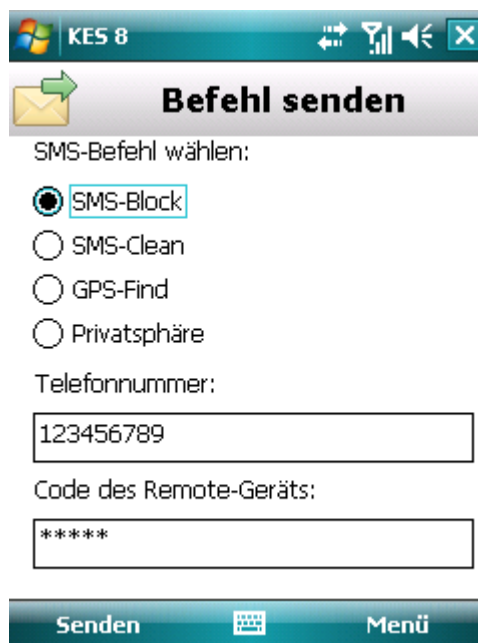 KES 8
Befehl senden
SMS-Befehl wählen:
SMS-Block
SMS-Clean
GPS-Find
Privatsphäre
Telefonnummer:
123456789
Code des Remote-Geräts:
*****
Senden Menü